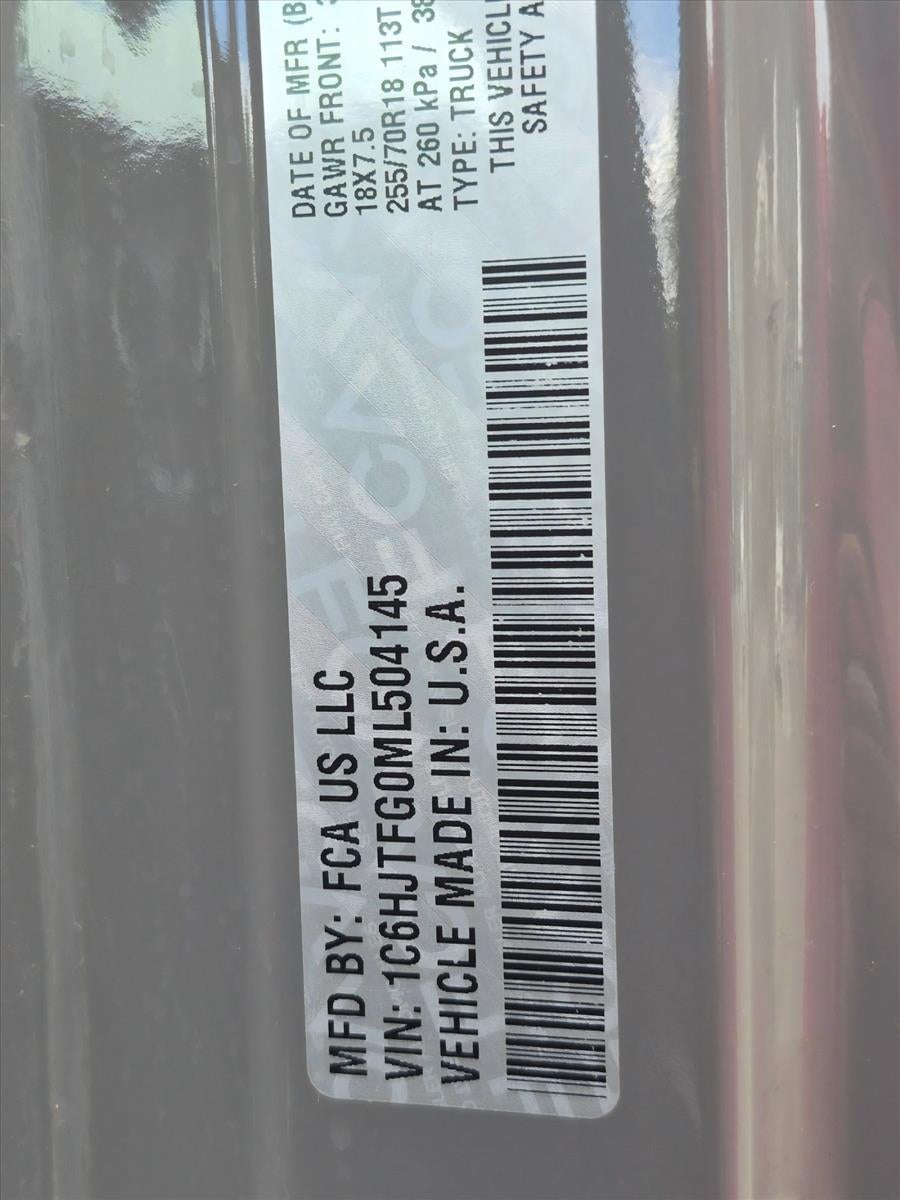 MFD BY: FCA US LLC
VIN: 1C6HJTFG0ML504145
VEHICLE MADE IN: U.S.A.
DATE OF MFR (B
GAWR FRONT:
18X7.5
255/70R18 113T
AT 260 kPa / 38
TYPE: TRUCK
THIS VEHICL
SAFETY A